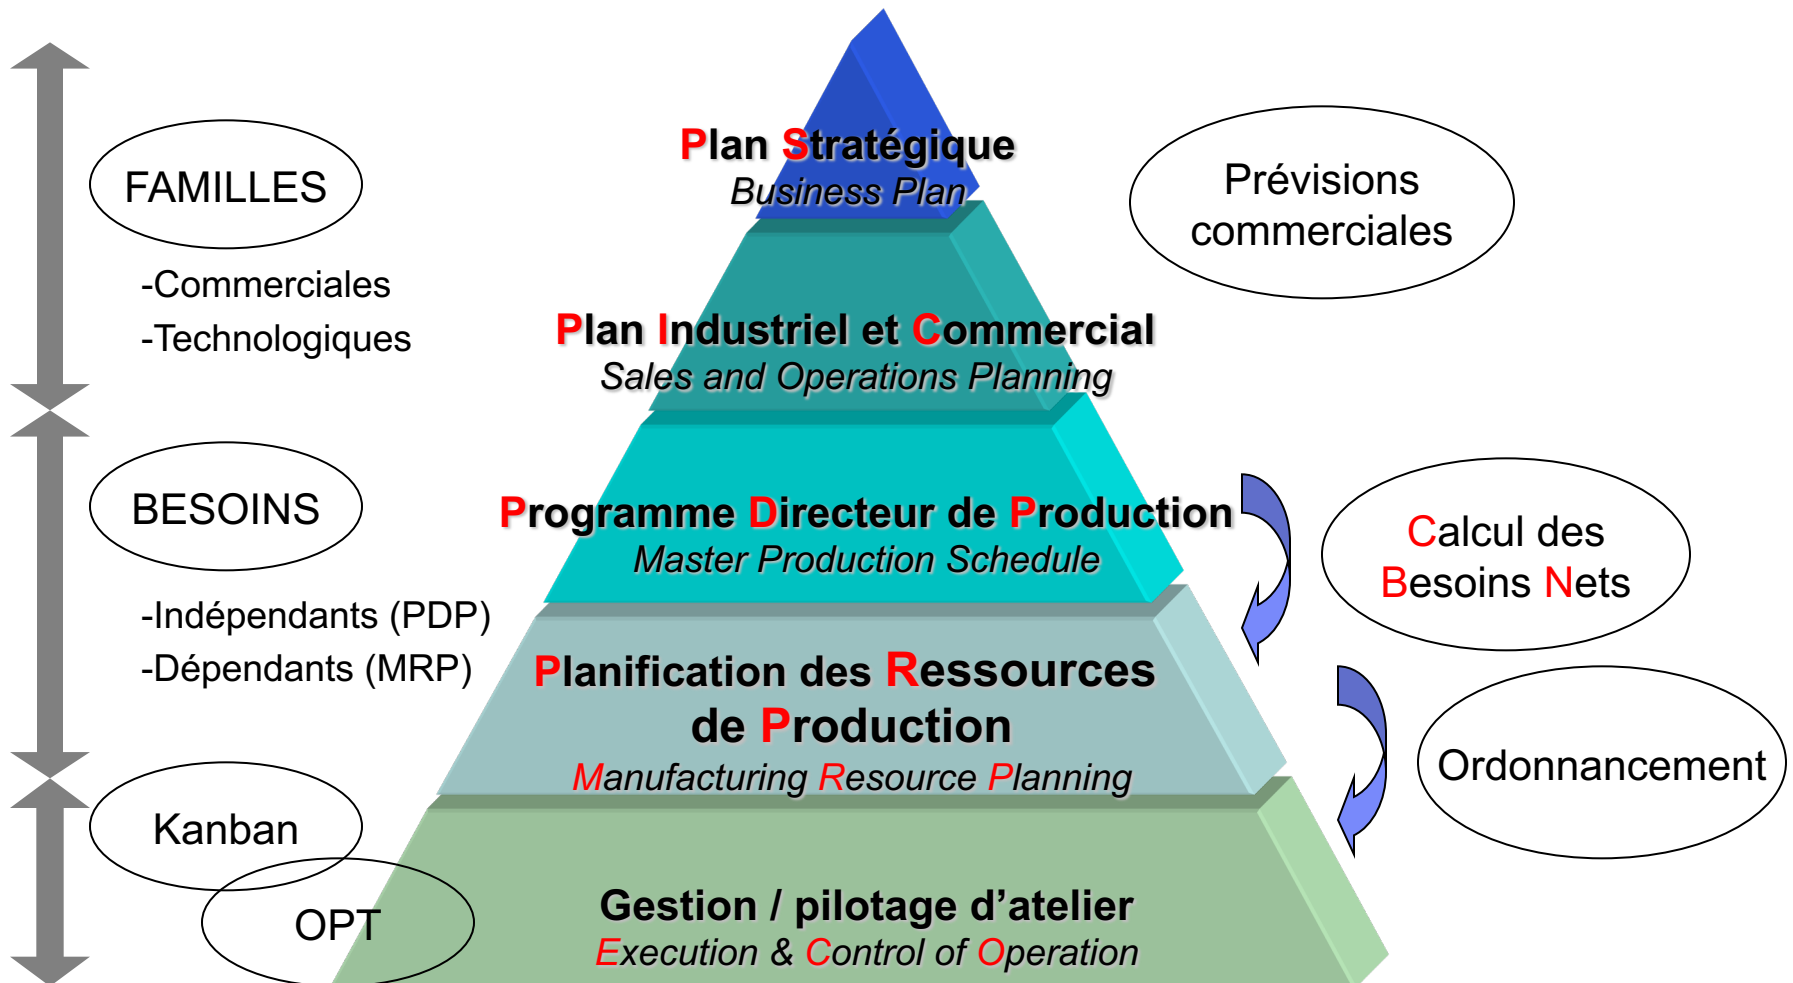 Plan Stratégique
Business Plan
FAMILLES
-Commerciales
-Technologiques
Prévisions
commerciales
Plan Industriel et Commercial
Sales and Operations Planning
BESOINS
-Indépendants (PDP)
-Dépendants (MRP)
Programme Directeur de Production
Master Production Schedule
Calcul des
Besoins Nets
Planification des Ressources
de Production
Manufacturing Resource Planning
Ordonnancement
Kanban
OPT
Gestion / pilotage d’atelier
Execution & Control of Operation